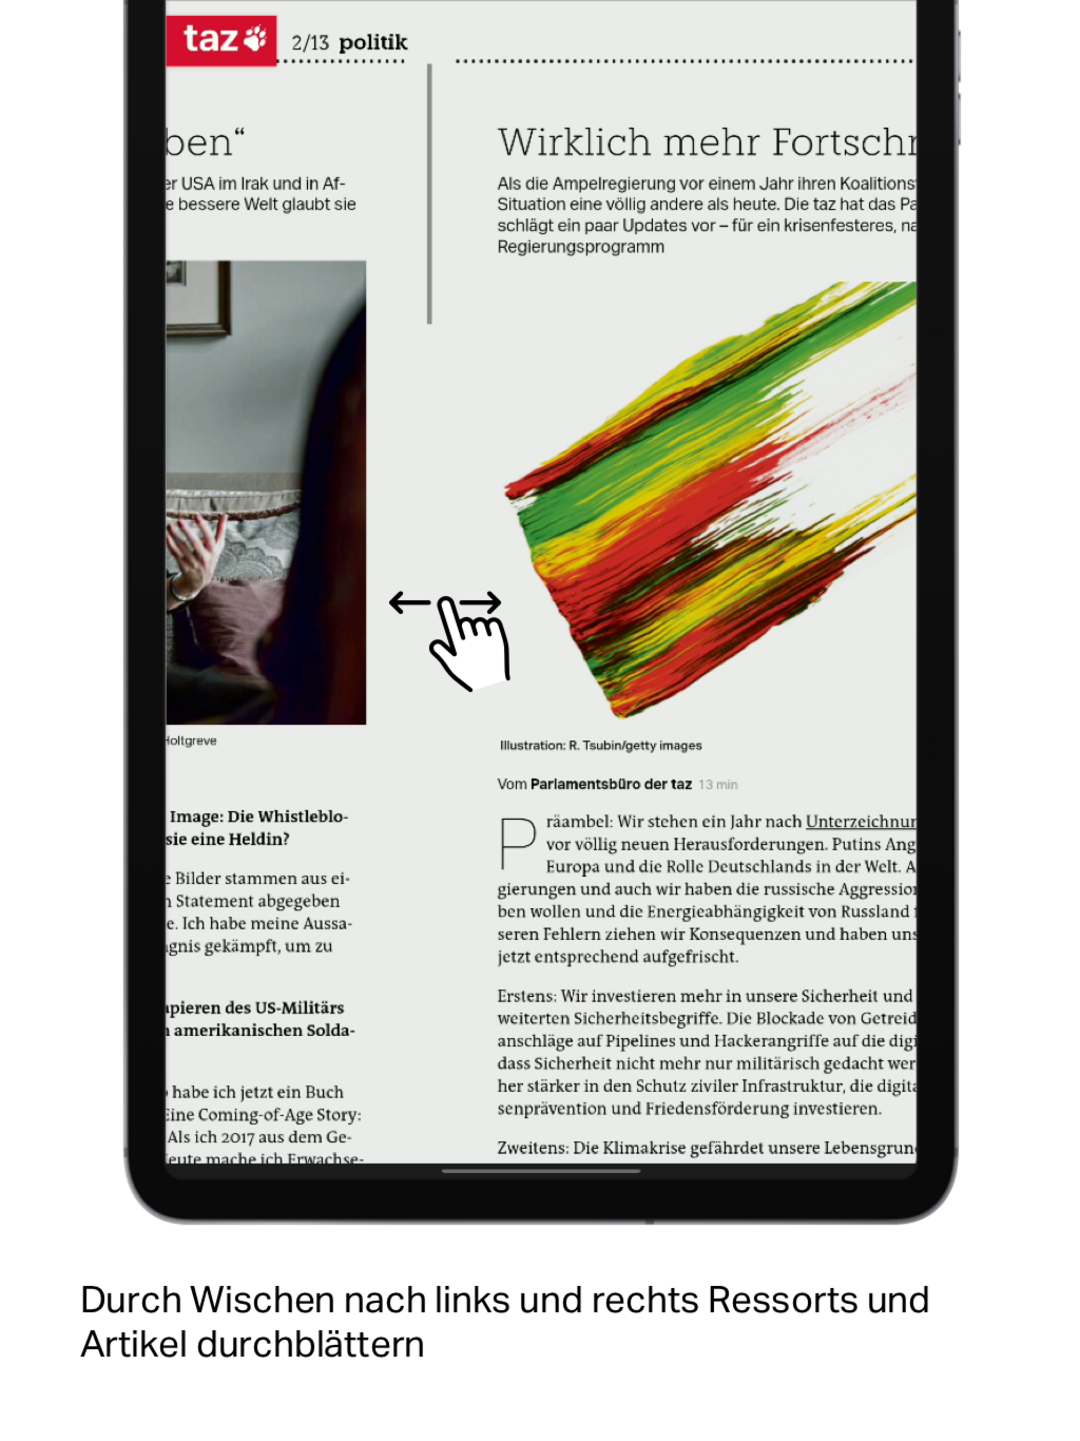 taz
2/13 politik
ben“
er USA im Irak und in Af-
e bessere Welt glaubt sie
Holtgreve
Image: Die Whistleblo-
sie eine Heldin?
e Bilder stammen aus ei-
n Statement abgegeben
e. Ich habe meine Aussa-
gnis gekämpft, um zu
apieren des US-Militärs
n amerikanischen Solda-
habe ich jetzt ein Buch
Eine Coming-of-Age Story:
Als ich 2017 aus dem Ge-
Heute mache ich Erwachse-
Wirklich mehr Fortschr
Als die Ampelregierung vor einem Jahr ihren Koalitions
Situation eine völlig andere als heute. Die taz hat das Pa
schlägt ein paar Updates vor – für ein krisenfesteres, na
Regierungsprogramm
Illustration: R. Tsubin/getty images
Vom Parlamentsbüro der taz 13 min
Präambel: Wir stehen ein Jahr nach Unterzeichnun
vor völlig neuen Herausforderungen. Putins Ang
Europa und die Rolle Deutschlands in der Welt. A
gierungen und auch wir haben die russische Aggression
ben wollen und die Energieabhängigkeit von Russland f
seren Fehlern ziehen wir Konsequenzen und haben uns
jetzt entsprechend aufgefrischt.
Erstens: Wir investieren mehr in unsere Sicherheit und
weiterten Sicherheitsbegriffe. Die Blockade von Getreid
anschläge auf Pipelines und Hackerangriffe auf die digi
dass Sicherheit nicht mehr nur militärisch gedacht wer
her stärker in den Schutz ziviler Infrastruktur, die digita
senprävention und Friedensförderung investieren.
Zweitens: Die Klimakrise gefährdet unsere Lebensgrun
Durch Wischen nach links und rechts Ressorts und
Artikel durchblättern